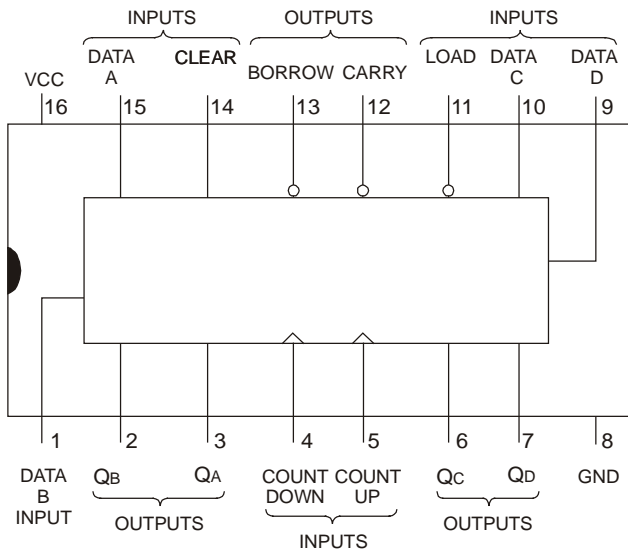 INPUTS OUTPUTS INPUTS
DATA A CLEAR BORROW CARRY LOAD DATA C DATA D
VCC
16 15 14 13 12 11 10 9
1 2 3 4 5 6 7 8
DATA B INPUT QB QA COUNT DOWN COUNT UP QC QD GND
OUTPUTS INPUTS OUTPUTS